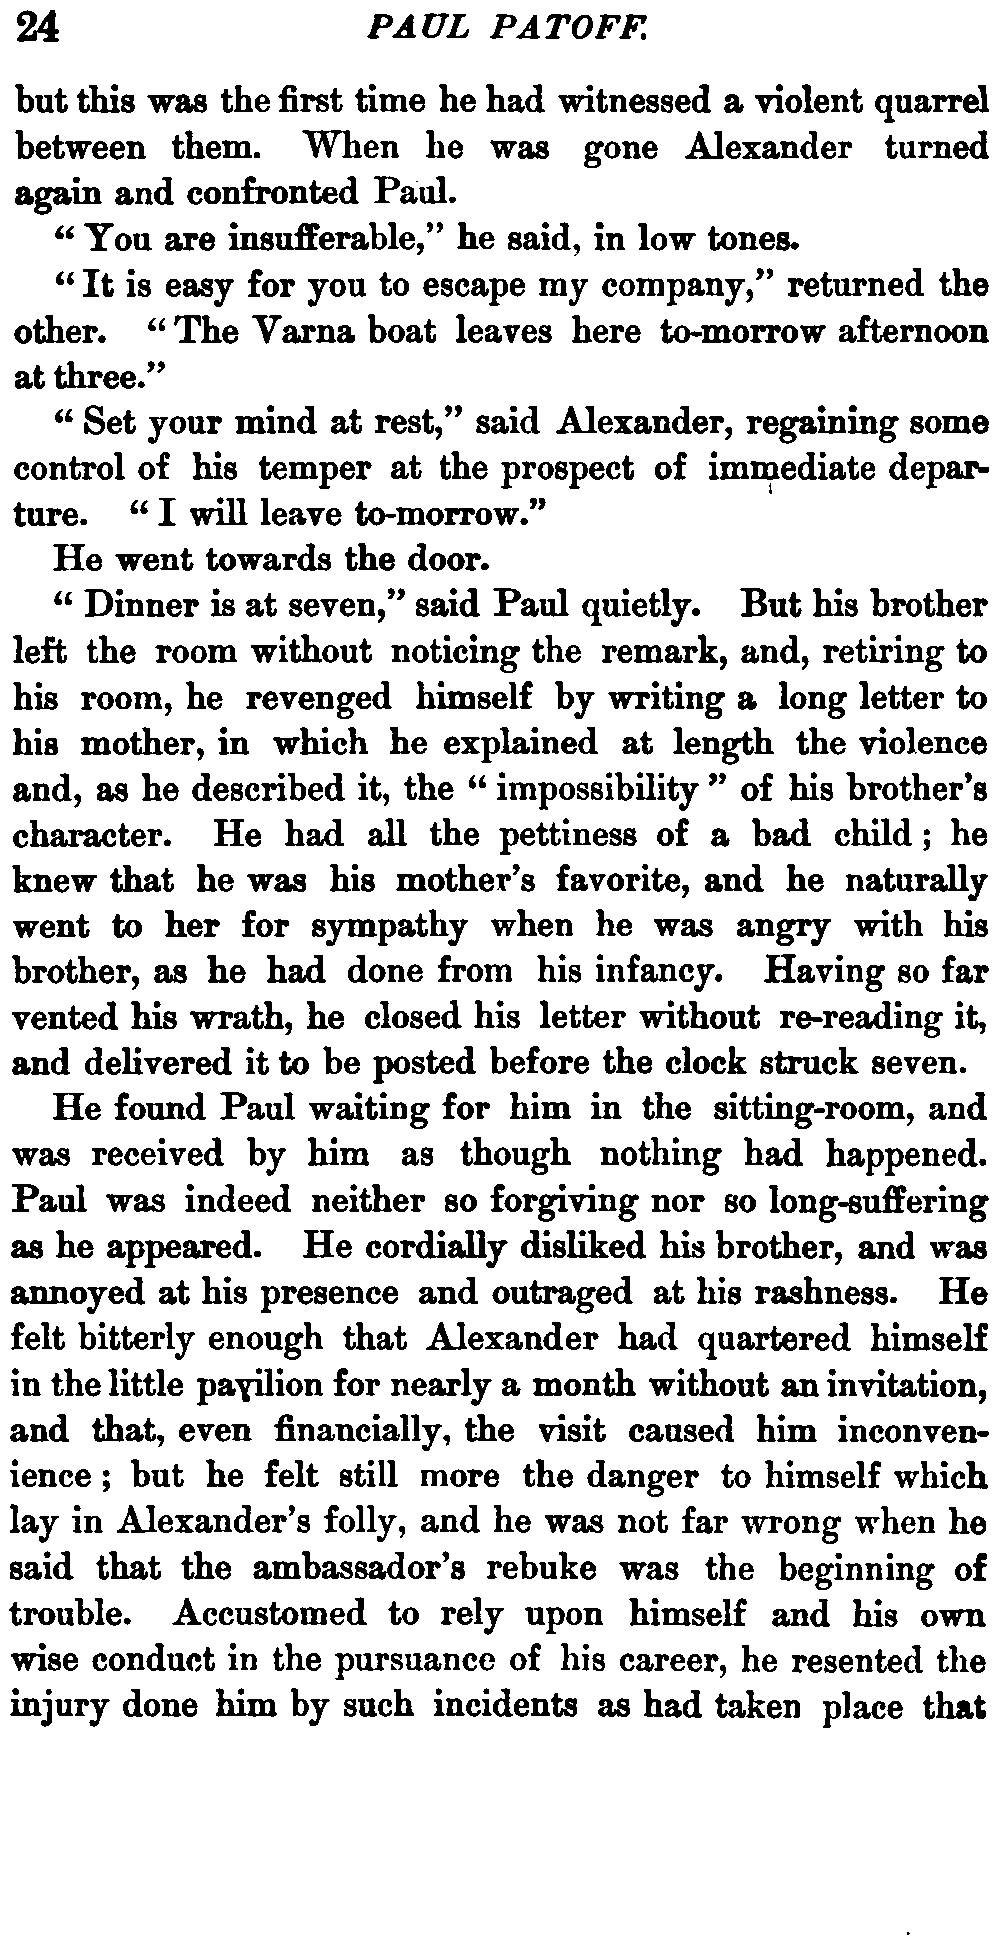 24 PAUL PATOFF.
but this was the first time he had witnessed a violent quarrel
between them. When he was gone Alexander turned
again and confronted Paul.
“ You are insufferable,” he said, in low tones.
“ It is easy for you to escape my company,” returned the
other. “ The Varna boat leaves here to-morrow afternoon
at three.”
“ Set your mind at rest,” said Alexander, regaining some
control of his temper at the prospect of immediate depar-
ture. “ I will leave to-morrow.”
He went towards the door.
“ Dinner is at seven,” said Paul quietly. But his brother
left the room without noticing the remark, and, retiring to
his room, he revenged himself by writing a long letter to
his mother, in which he explained at length the violence
and, as he described it, the “ impossibility ” of his brother’s
character. He had all the pettiness of a bad child ; he
knew that he was his mother’s favorite, and he naturally
went to her for sympathy when he was angry with his
brother, as he had done from his infancy. Having so far
vented his wrath, he closed his letter without re-reading it,
and delivered it to be posted before the clock struck seven.
He found Paul waiting for him in the sitting-room, and
was received by him as though nothing had happened.
Paul was indeed neither so forgiving nor so long-suffering
as he appeared. He cordially disliked his brother, and was
annoyed at his presence and outraged at his rashness. He
felt bitterly enough that Alexander had quartered himself
in the little pavilion for nearly a month without an invitation,
and that, even financially, the visit caused him inconven-
ience ; but he felt still more the danger to himself which
lay in Alexander’s folly, and he was not far wrong when he
said that the ambassador’s rebuke was the beginning of
trouble. Accustomed to rely upon himself and his own
wise conduct in the pursuance of his career, he resented the
injury done him by such incidents as had taken place that